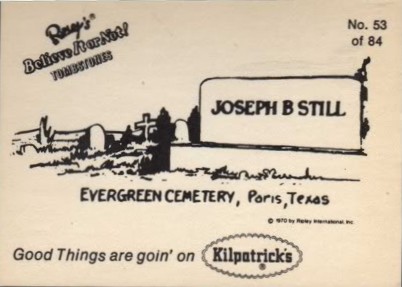 Ripley's®
Believe It or Not!
TOMBSTONES
No. 53
of 84
JOSEPH B STILL
EVERGREEN CEMETERY, Paris, Texas
© 1970 by Ripley International, Inc.
Good Things are goin' on Kilpatrick's®